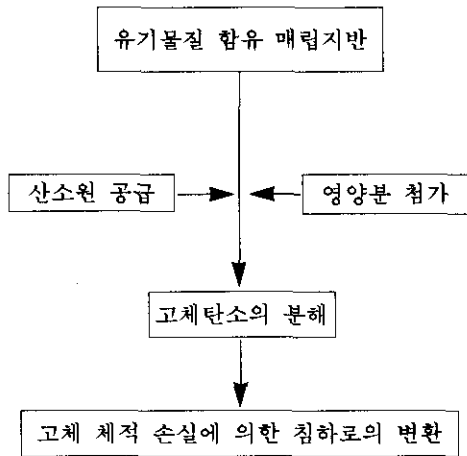 유기물질 함유 매립지반
산소원 공급
영양분 첨가
고체탄소의 분해
고체 체적 손실에 의한 침하로의 변환